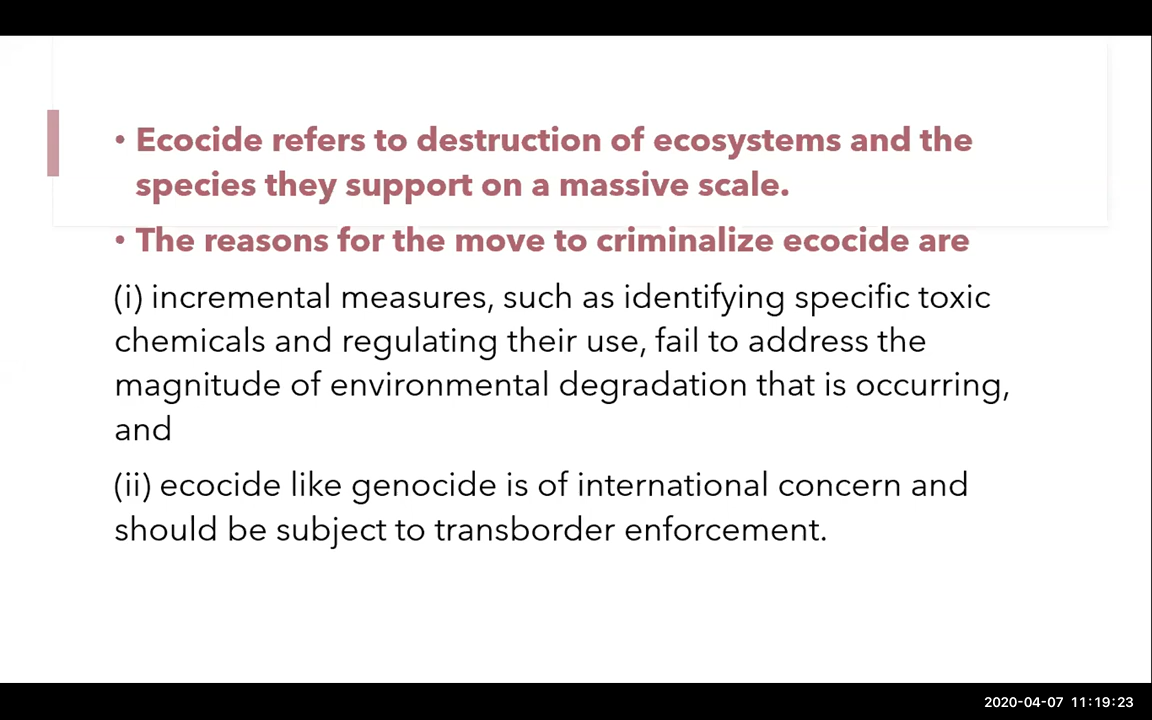 • Ecocide refers to destruction of ecosystems and the
species they support on a massive scale.
• The reasons for the move to criminalize ecocide are
(i) incremental measures, such as identifying specific toxic
chemicals and regulating their use, fail to address the
magnitude of environmental degradation that is occurring,
and
(ii) ecocide like genocide is of international concern and
should be subject to transborder enforcement.
2020-04-07 11:19:23